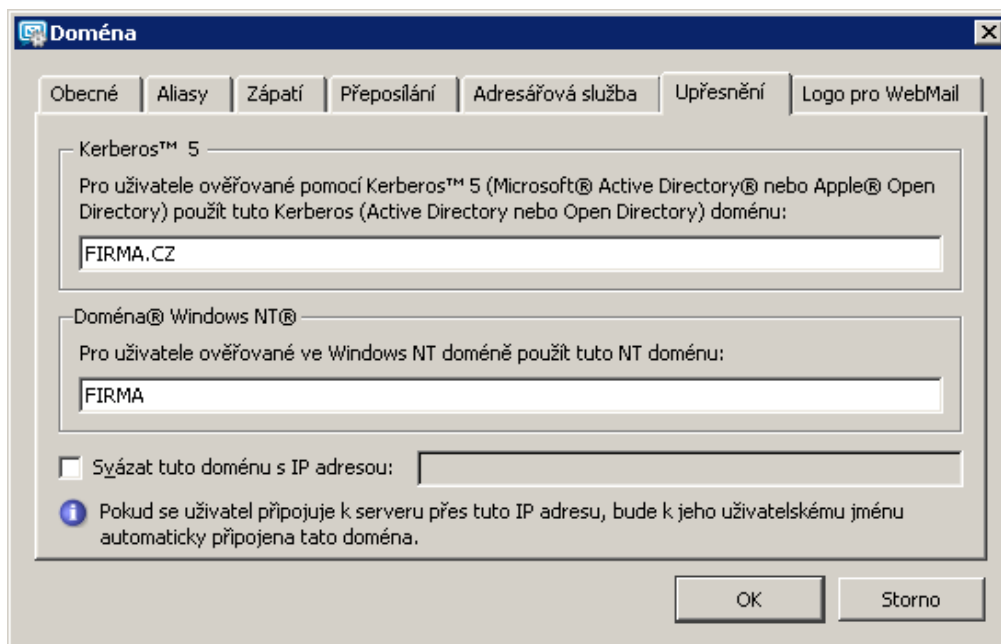 Doména
Obecné Aliasy Zápatí Přeposílání Adresářová služba Upřesnění Logo pro WebMail
Kerberos™ 5
Pro uživatele ověřované pomocí Kerberos™ 5 (Microsoft® Active Directory® nebo Apple® Open
Directory) použít tuto Kerberos (Active Directory nebo Open Directory) doménu:
FIRMA.CZ
Doména® Windows NT®
Pro uživatele ověřované ve Windows NT doméně použít tuto NT doménu:
FIRMA
Svázat tuto doménu s IP adresou:
Pokud se uživatel připojuje k serveru přes tuto IP adresu, bude k jeho uživatelskému jménu
automaticky připojena tato doména.
OK Storno